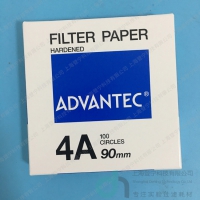 FILTER PAPER
HARDENED
ADVANTEC®
4A
100
CIRCLES
90mm